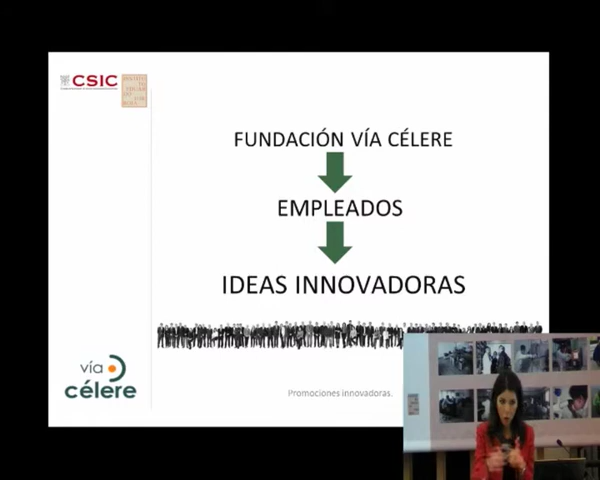 CSIC
FUNDACIÓN VÍA CÉLERE
EMPLEADOS
IDEAS INNOVADORAS
vía
célere
Promociones innovadoras.